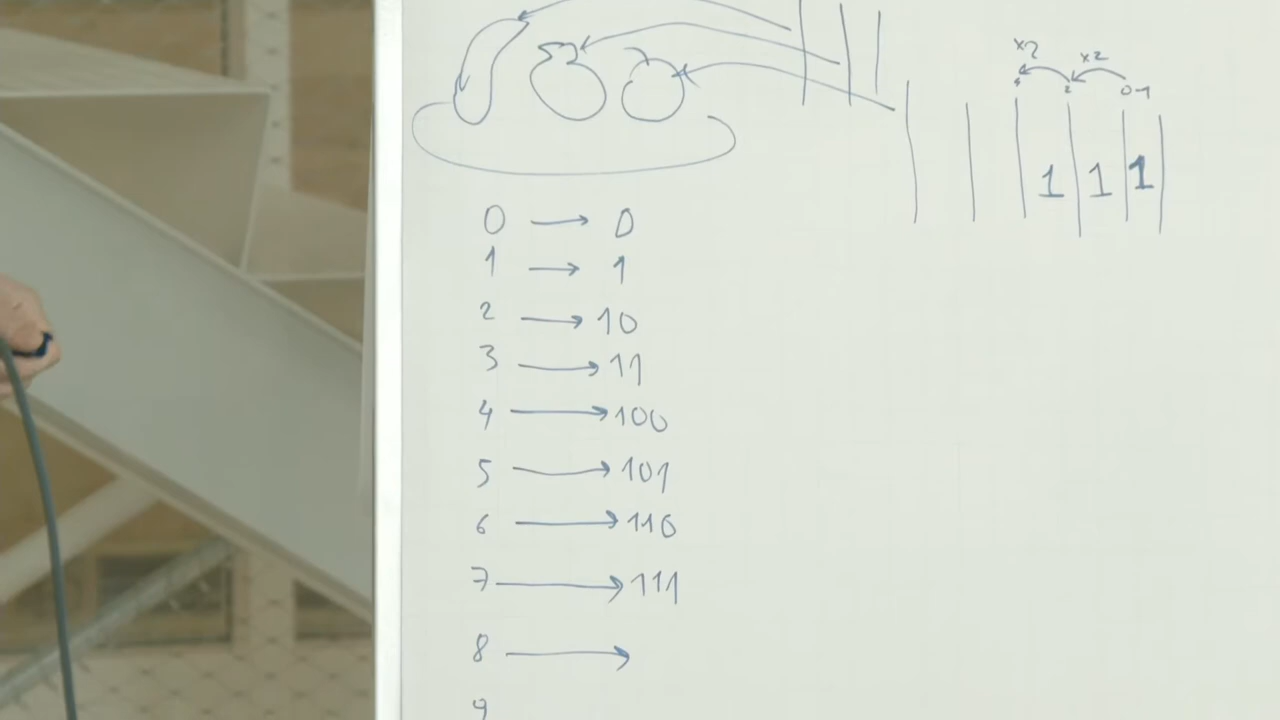 x2 x2
4 2 0-1
1 1 1
0 → 0
1 → 1
2 → 10
3 → 11
4 → 100
5 → 101
6 → 110
7 → 111
8 →
9